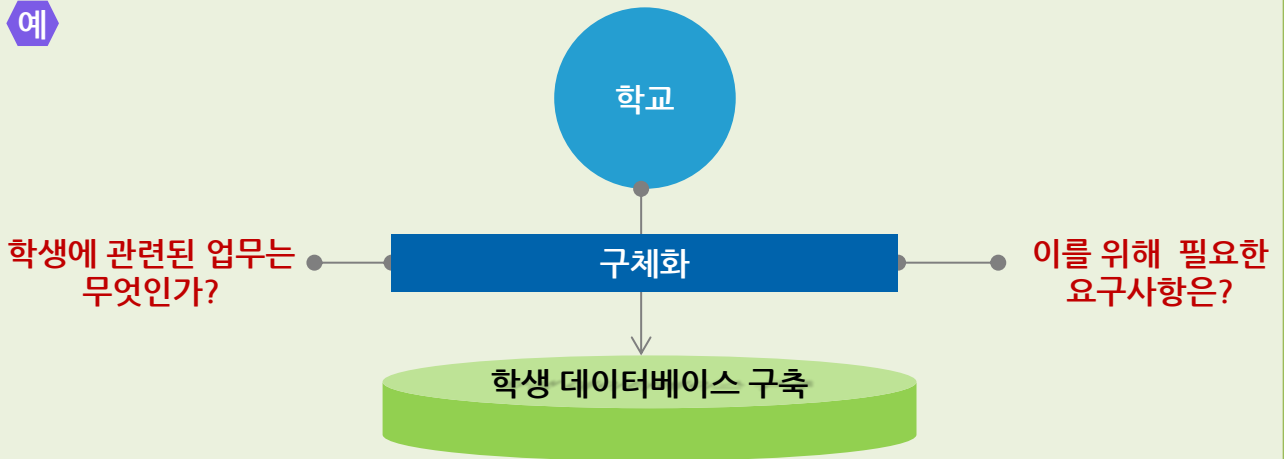 예
학교
학생에 관련된 업무는
무엇인가?
구체화
이를 위해 필요한
요구사항은?
학생 데이터베이스 구축